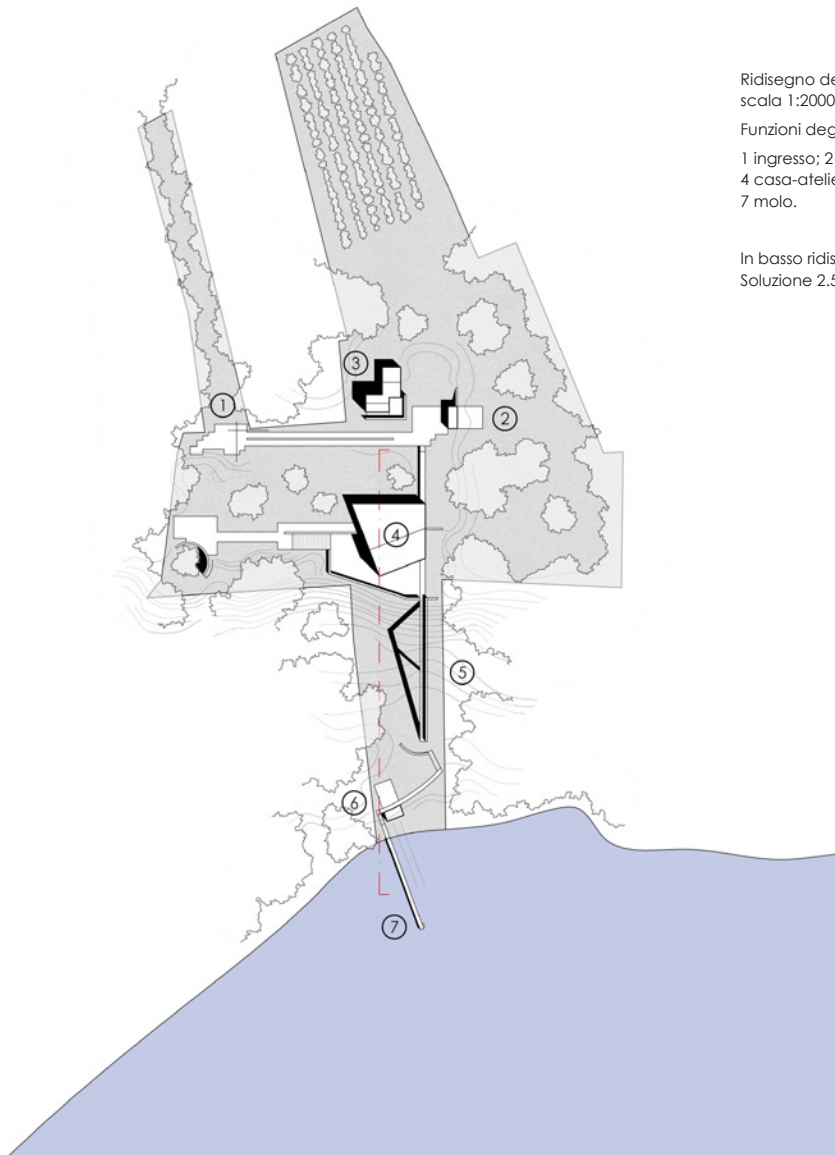 Ridisegno de
scala 1:2000
Funzioni deg
1 ingresso; 2
4 casa-atelie
7 molo.
In basso ridis
Soluzione 2.5
3
1
2
4
5
6
7